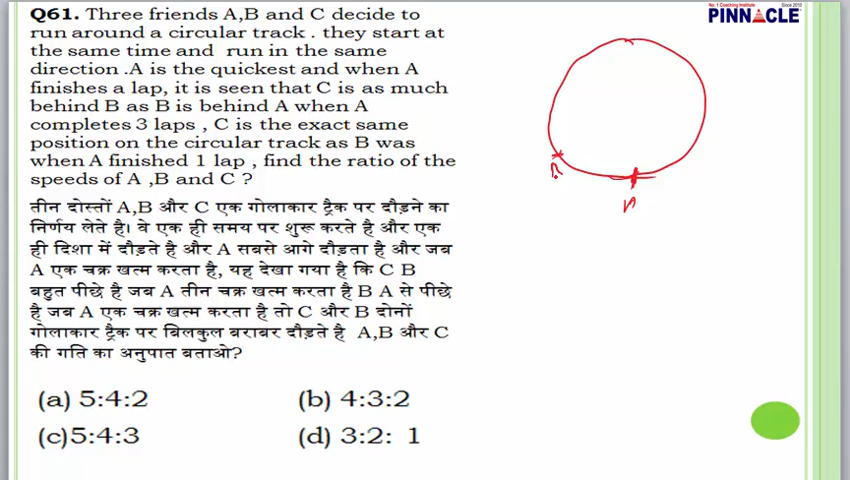 No. 1 Coaching Institute Since 2010
PINNACLE
Q61. Three friends A,B and C decide to
run around a circular track . they start at
the same time and run in the same
direction .A is the quickest and when A
finishes a lap, it is seen that C is as much
behind B as B is behind A when A
completes 3 laps , C is the exact same
position on the circular track as B was
when A finished 1 lap , find the ratio of the
speeds of A ,B and C ?
तीन दोस्तों A,B और C एक गोलाकार ट्रैक पर दौड़ने का
निर्णय लेते है। वे एक ही समय पर शुरू करते है और एक
ही दिशा में दौड़ते है और A सबसे आगे दौड़ता है और जब
A एक चक्र खत्म करता है, यह देखा गया है कि C B
बहुत पीछे है जब A तीन चक्र खत्म करता है B A से पीछे
है जब A एक चक्र खत्म करता है तो C और B दोनों
गोलाकार ट्रैक पर बिलकुल बराबर दौड़ते है A,B और C
की गति का अनुपात बताओ?
(a) 5:4:2
(b) 4:3:2
(c)5:4:3
(d) 3:2: 1